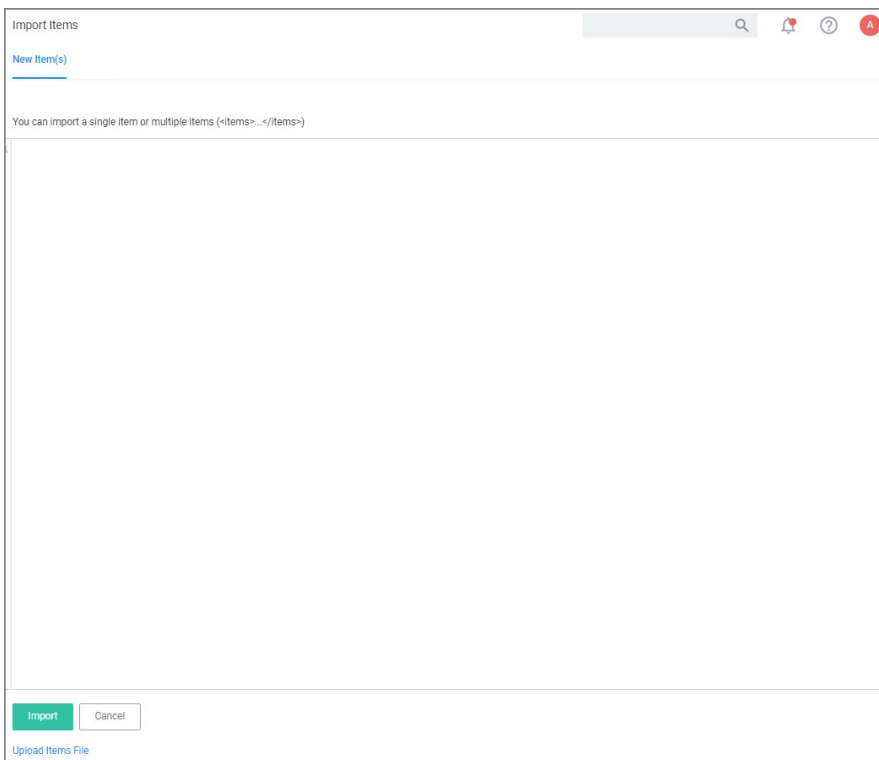 Import Items
A
New Item(s)
You can import a single item or multiple items (<items>...</items>)
Import
Cancel
Upload Items File